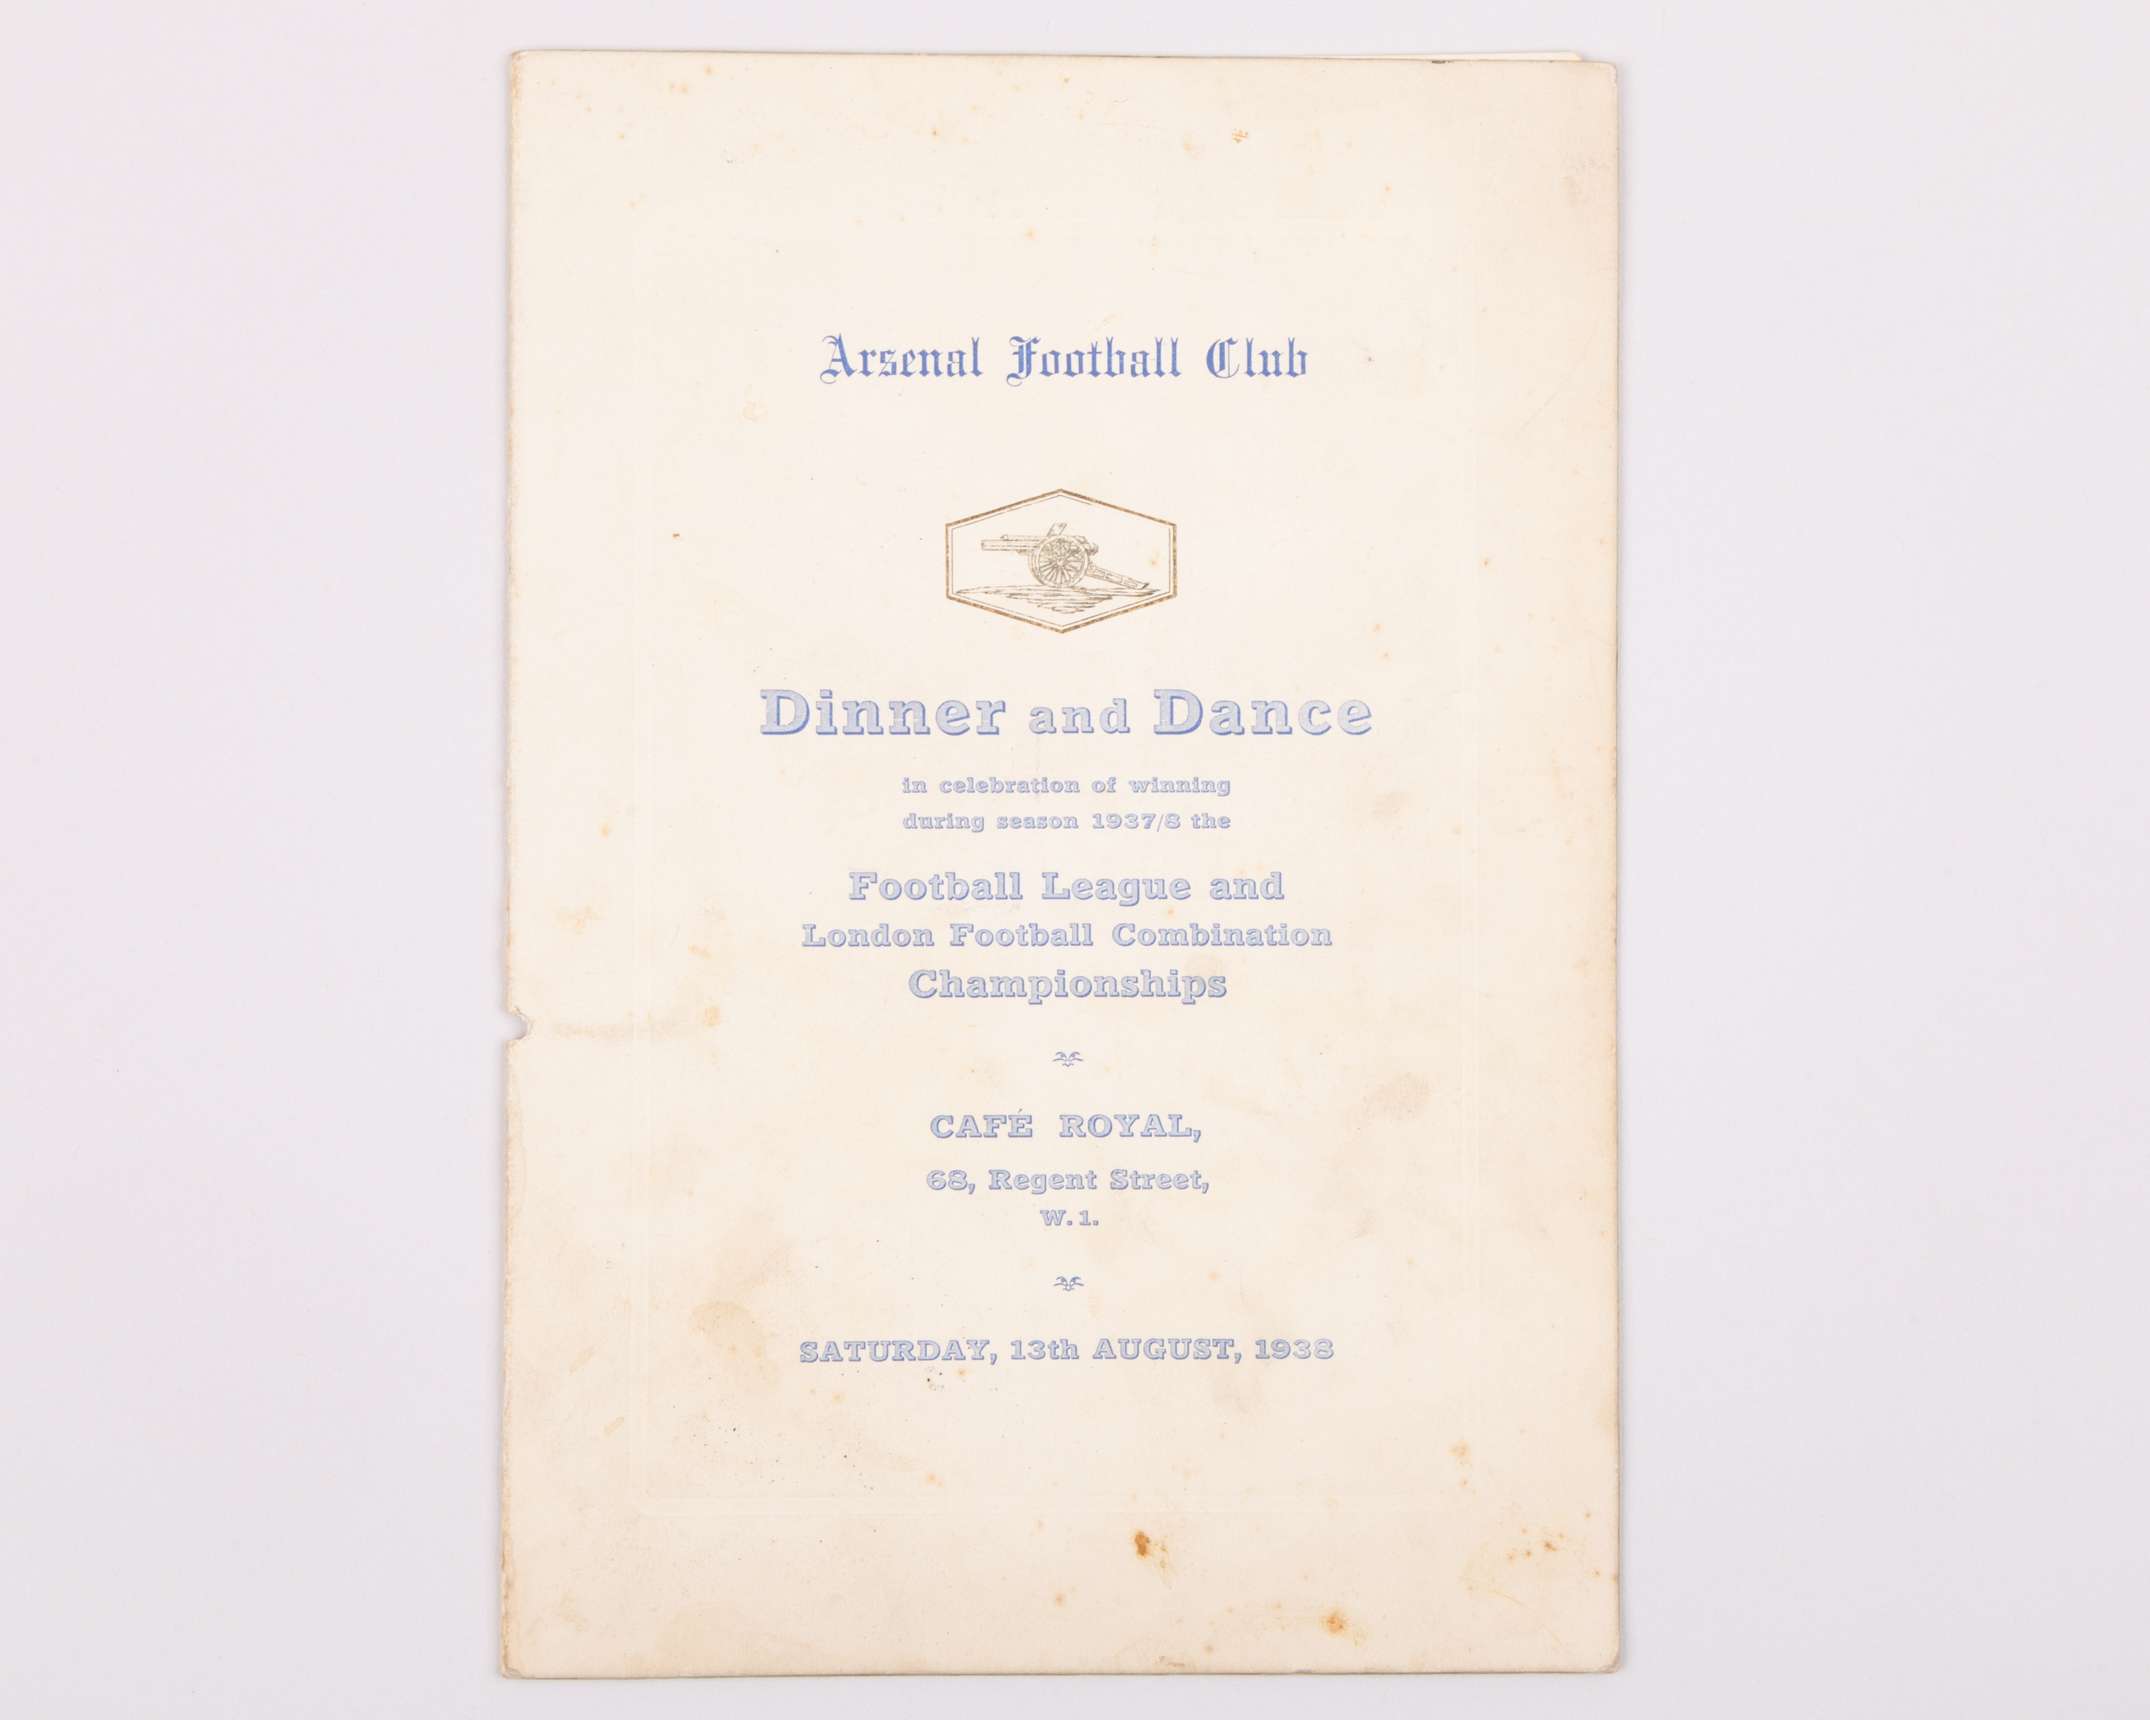 Arsenal Football Club
Dinner and Dance
in celebration of winning
during season 1937/8 the
Football League and
London Football Combination
Championships
CAFÉ ROYAL,
68, Regent Street,
W. 1.
SATURDAY, 13th AUGUST, 1938